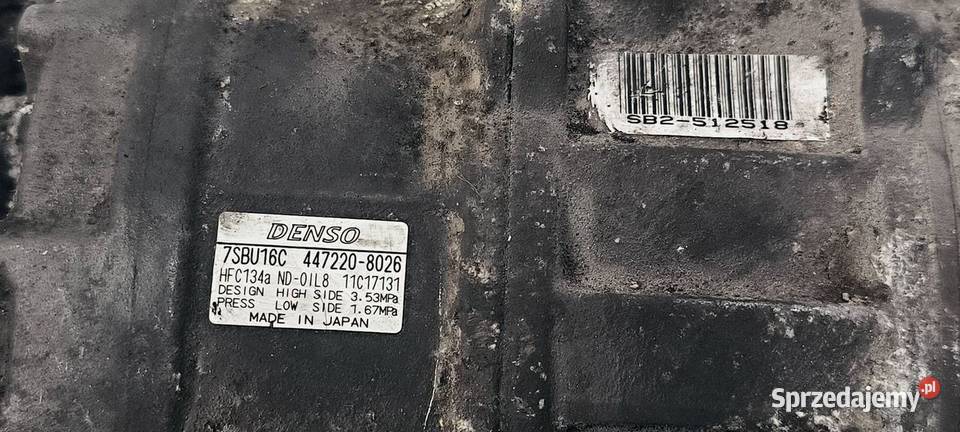 SB2-512518
DENSO
7SBU16C 447220-8026
HFC134a ND-OIL8 11C17131
DESIGN HIGH SIDE 3.53MPa
PRESS LOW SIDE 1.67MPa
MADE IN JAPAN
Sprzedajemy.pl